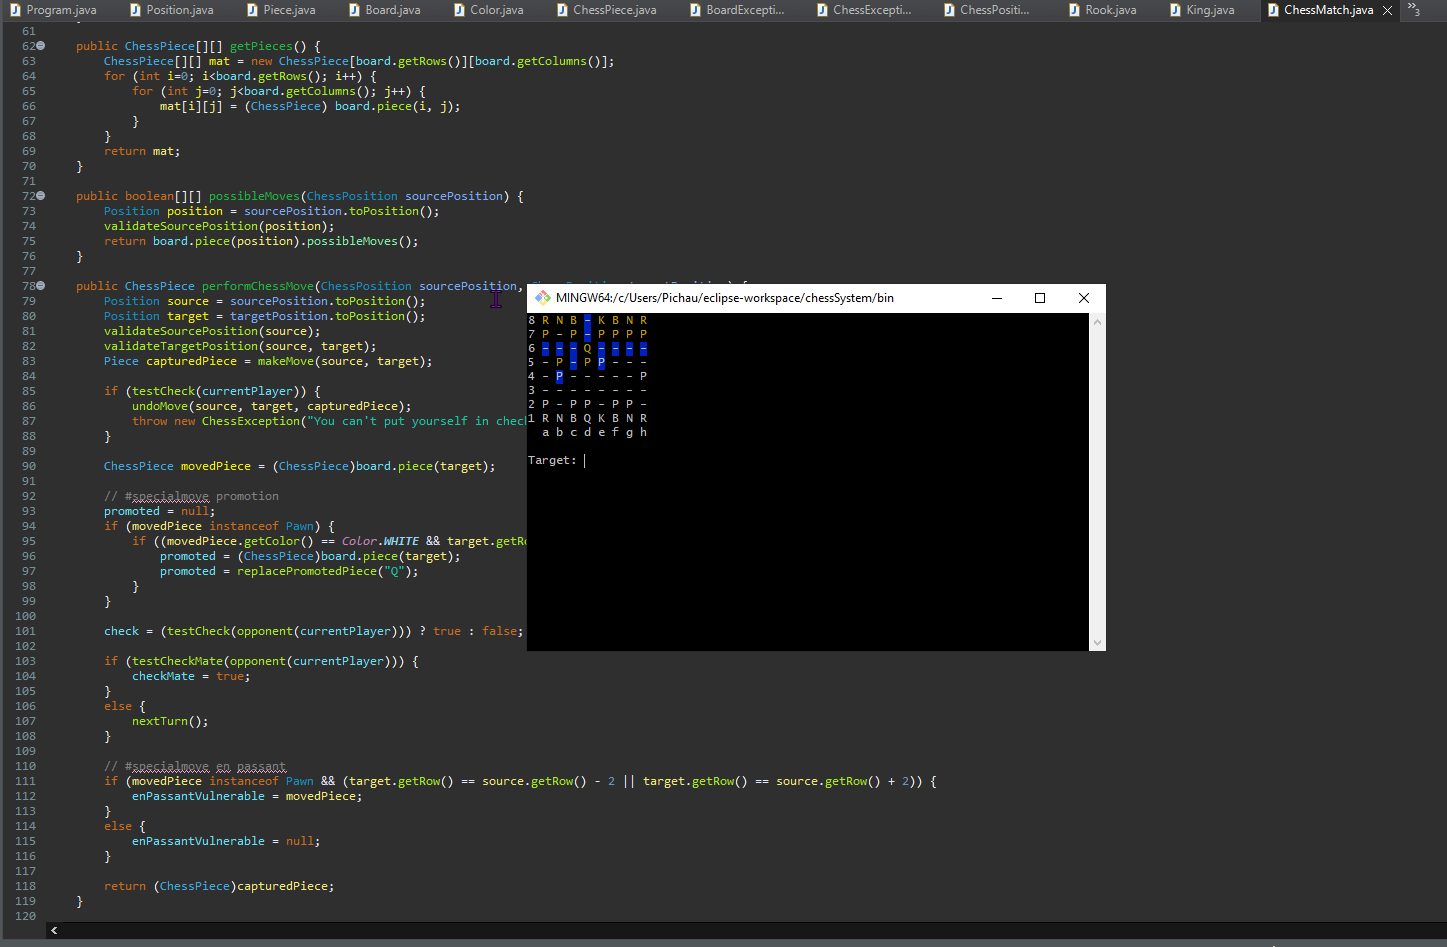 Program.java Position.java Piece.java Board.java Color.java ChessPiece.java BoardExcepti... ChessExcepti... ChessPositi... Rook.java King.java ChessMatch.java 3
61
62 public ChessPiece[][] getPieces() {
63 ChessPiece[][] mat = new ChessPiece[board.getRows()][board.getColumns()];
64 for (int i=0; i<board.getRows(); i++) {
65 for (int j=0; j<board.getColumns(); j++) {
66 mat[i][j] = (ChessPiece) board.piece(i, j);
67 }
68 }
69 return mat;
70 }
71
72 public boolean[][] possibleMoves(ChessPosition sourcePosition) {
73 Position position = sourcePosition.toPosition();
74 validateSourcePosition(position);
75 return board.piece(position).possibleMoves();
76 }
77
78 public ChessPiece performChessMove(ChessPosition sourcePosition,
79 Position source = sourcePosition.toPosition();
80 Position target = targetPosition.toPosition();
81 validateSourcePosition(source);
82 validateTargetPosition(source, target);
83 Piece capturedPiece = makeMove(source, target);
84
85 if (testCheck(currentPlayer)) {
86 undoMove(source, target, capturedPiece);
87 throw new ChessException("You can't put yourself in chec
88 }
89
90 ChessPiece movedPiece = (ChessPiece)board.piece(target);
91
92 // #specialmove promotion
93 promoted = null;
94 if (movedPiece instanceof Pawn) {
95 if ((movedPiece.getColor() == Color.WHITE && target.getRo
96 promoted = (ChessPiece)board.piece(target);
97 promoted = replacePromotedPiece("Q");
98 }
99 }
100
101 check = (testCheck(opponent(currentPlayer))) ? true : false;
102
103 if (testCheckMate(opponent(currentPlayer))) {
104 checkMate = true;
105 }
106 else {
107 nextTurn();
108 }
109
110 // #specialmove en passant
111 if (movedPiece instanceof Pawn && (target.getRow() == source.getRow() - 2 || target.getRow() == source.getRow() + 2)) {
112 enPassantVulnerable = movedPiece;
113 }
114 else {
115 enPassantVulnerable = null;
116 }
117
118 return (ChessPiece)capturedPiece;
119 }
120
MINGW64:/c/Users/Pichau/eclipse-workspace/chessSystem/bin
8 R N B - K B N R
7 P - P - P P P P
6 - - - Q - - - -
5 - P - P P - - -
4 - P - - - - - P
3 - - - - - - - -
2 P - P P - P P -
1 R N B Q K B N R
a b c d e f g h
Target: